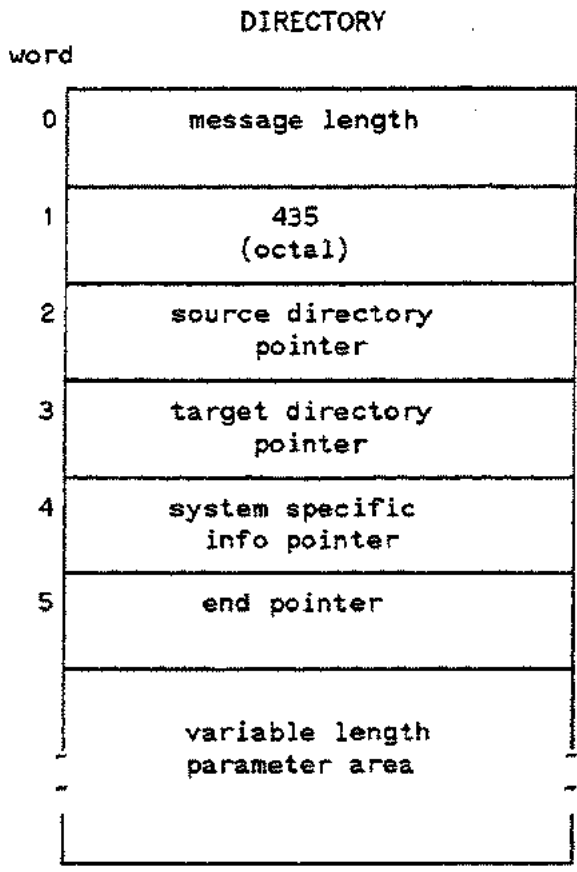 DIRECTORY
word
0 message length
1 435
(octal)
2 source directory
pointer
3 target directory
pointer
4 system specific
info pointer
5 end pointer
variable length
parameter area